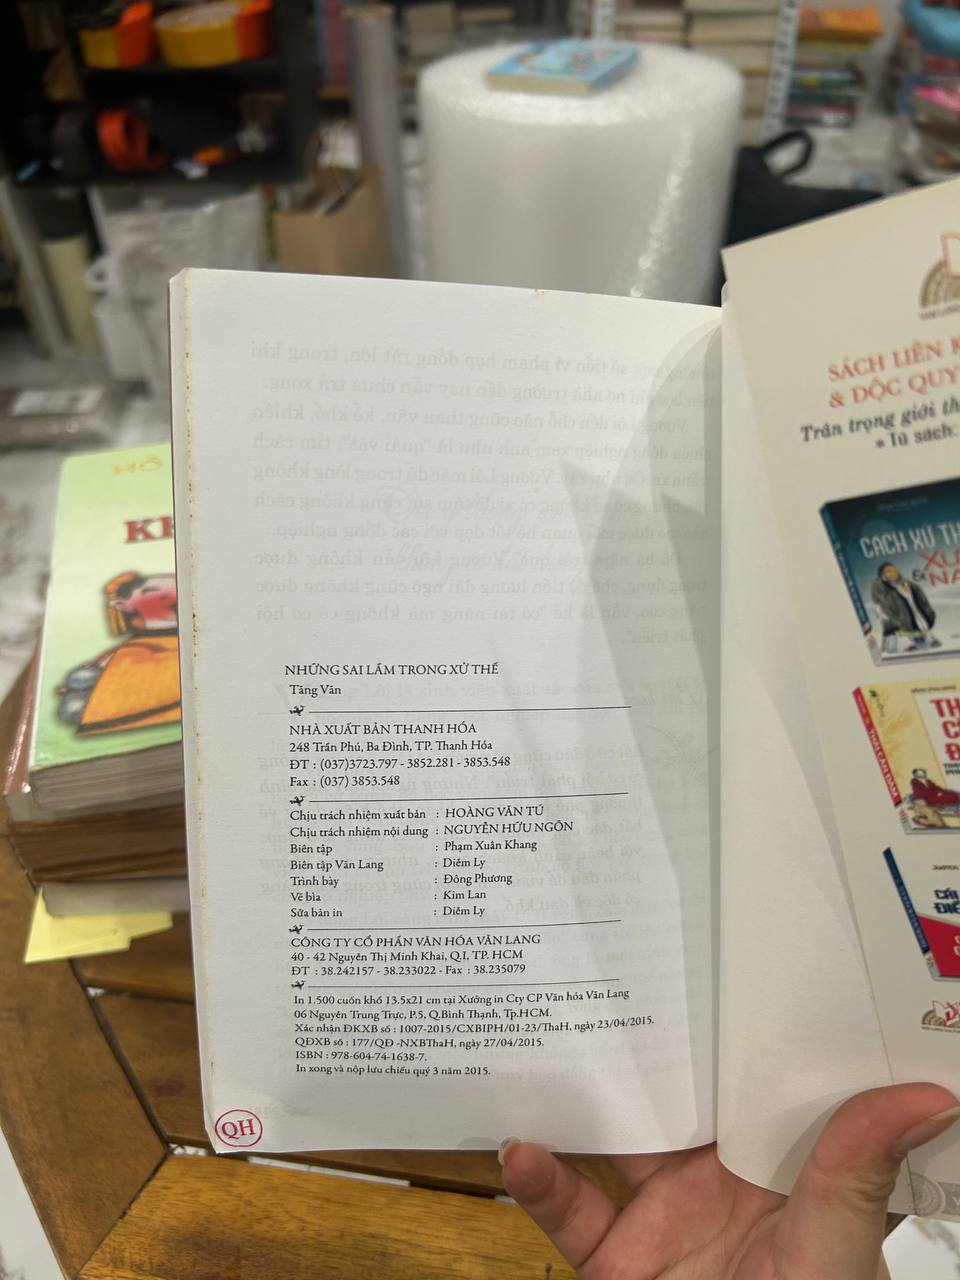 NHỮNG SAI LẦM TRONG XỬ THẾ
Tăng Văn
NHÀ XUẤT BẢN THANH HÓA
248 Trần Phú, Ba Đình, TP. Thanh Hóa
ĐT : (037)3723.797 - 3852.281 - 3853.548
Fax : (037) 3853.548
Chịu trách nhiệm xuất bản : HOÀNG VĂN TÚ
Chịu trách nhiệm nội dung : NGUYỄN HỮU NGÔN
Biên tập : Phạm Xuân Khang
Biên tập Văn Lang : Diễm Ly
Trình bày : Đông Phương
Vẽ bìa : Kim Lan
Sửa bản in : Diễm Ly
CÔNG TY CỔ PHẦN VĂN HÓA VĂN LANG
40 - 42 Nguyễn Thị Minh Khai, Q.1, TP. HCM
ĐT : 38.242157 - 38.233022 - Fax : 38.235079
In 1.500 cuốn khổ 13.5x21 cm tại Xưởng in Cty CP Văn hóa Văn Lang
06 Nguyễn Trung Trực, P.5, Q.Bình Thạnh, Tp.HCM.
Xác nhận ĐKXB số : 1007-2015/CXBIPH/01-23/ThaH, ngày 23/04/2015.
QĐXB số : 177/QĐ -NXBThaH, ngày 27/04/2015.
ISBN : 978-604-74-1638-7.
In xong và nộp lưu chiểu quý 3 năm 2015.
QH
SÁCH LIÊN K
& ĐỘC QUY
Trân trọng giới th
* Tủ sách:
CÁCH XỬ TH
XƯA
& NA
HỒ
KH